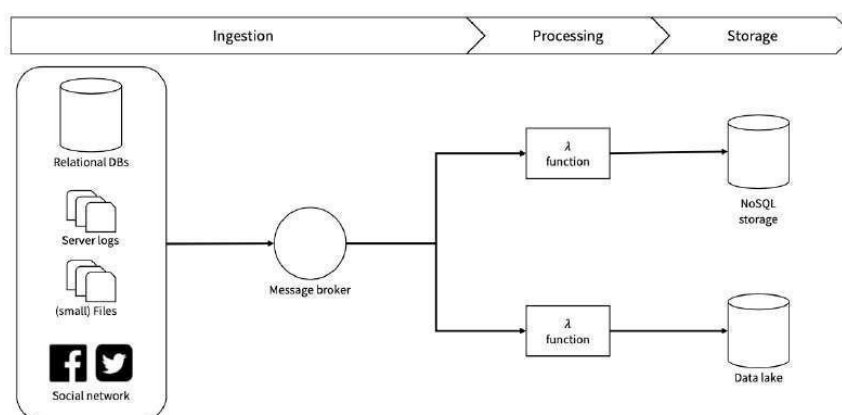 Ingestion
Processing
Storage
Relational DBs
Server logs
(small) Files
Social network
Message broker
λ
function
λ
function
NoSQL
storage
Data lake